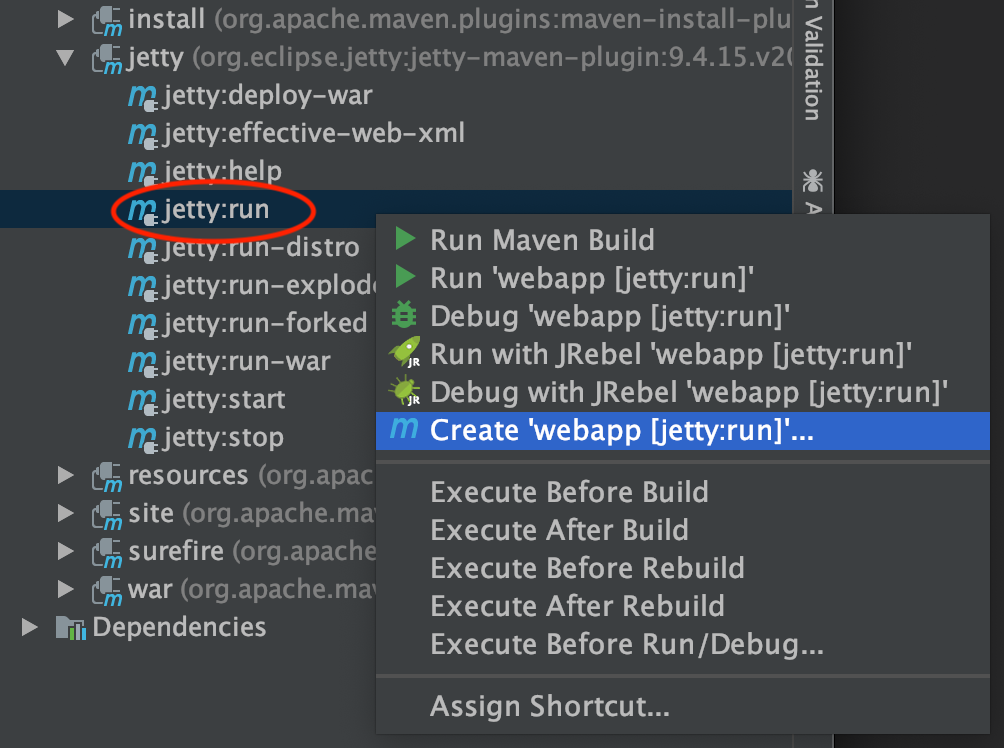 install (org.apache.maven.plugins:maven-install-plu
jetty (org.eclipse.jetty:jetty-maven-plugin:9.4.15.v20
jetty:deploy-war
jetty:effective-web-xml
jetty:help
jetty:run
jetty:run-distro
jetty:run-explod
jetty:run-forked
jetty:run-war
jetty:start
jetty:stop
resources (org.apac
site (org.apache.ma
surefire (org.apache
war (org.apache.ma
Dependencies
Run Maven Build
Run 'webapp [jetty:run]'
Debug 'webapp [jetty:run]'
Run with JRebel 'webapp [jetty:run]'
Debug with JRebel 'webapp [jetty:run]'
Create 'webapp [jetty:run]'...
Execute Before Build
Execute After Build
Execute Before Rebuild
Execute After Rebuild
Execute Before Run/Debug...
Assign Shortcut...
Validation